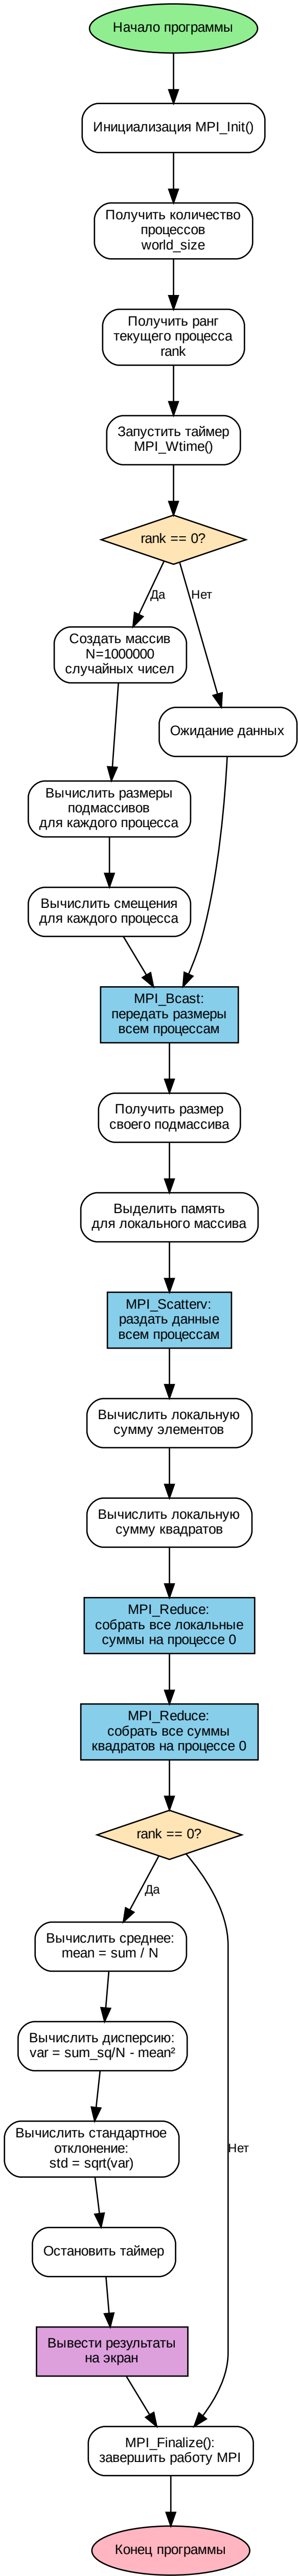 Начало программы
Инициализация MPI_Init()
Получить количество
процессов
world_size
Получить ранг
текущего процесса
rank
Запустить таймер
MPI_Wtime()
rank == 0?
Да
Нет
Создать массив
N=1000000
случайных чисел
Ожидание данных
Вычислить размеры
подмассивов
для каждого процесса
Вычислить смещения
для каждого процесса
MPI_Bcast:
передать размеры
всем процессам
Получить размер
своего подмассива
Выделить память
для локального массива
MPI_Scatterv:
раздать данные
всем процессам
Вычислить локальную
сумму элементов
Вычислить локальную
сумму квадратов
MPI_Reduce:
собрать все локальные
суммы на процессе 0
MPI_Reduce:
собрать все суммы
квадратов на процессе 0
rank == 0?
Да
Вычислить среднее:
mean = sum / N
Вычислить дисперсию:
var = sum_sq/N - mean²
Вычислить стандартное
отклонение:
std = sqrt(var)
Нет
Остановить таймер
Вывести результаты
на экран
MPI_Finalize():
завершить работу MPI
Конец программы